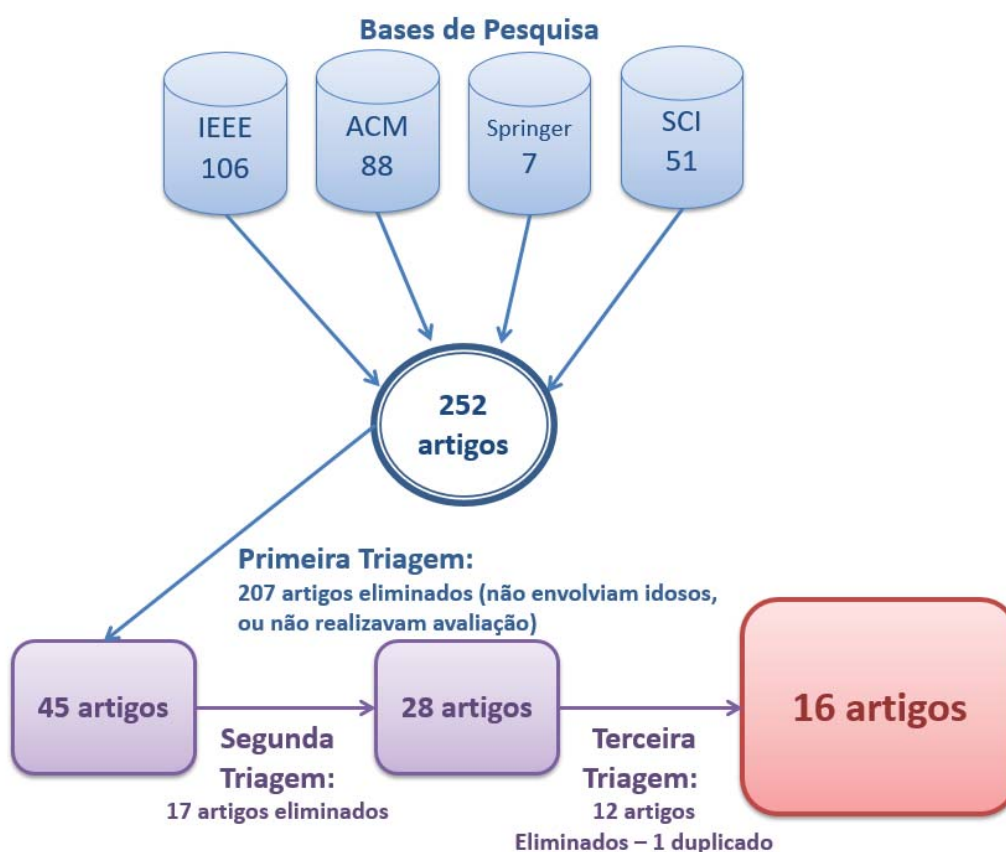 Bases de Pesquisa
IEEE
106
ACM
88
Springer
7
SCI
51
252
artigos
Primeira Triagem:
207 artigos eliminados (não envolviam idosos,
ou não realizavam avaliação)
45 artigos
28 artigos
16 artigos
Segunda
Triagem:
17 artigos eliminados
Terceira
Triagem:
12 artigos
Eliminados – 1 duplicado